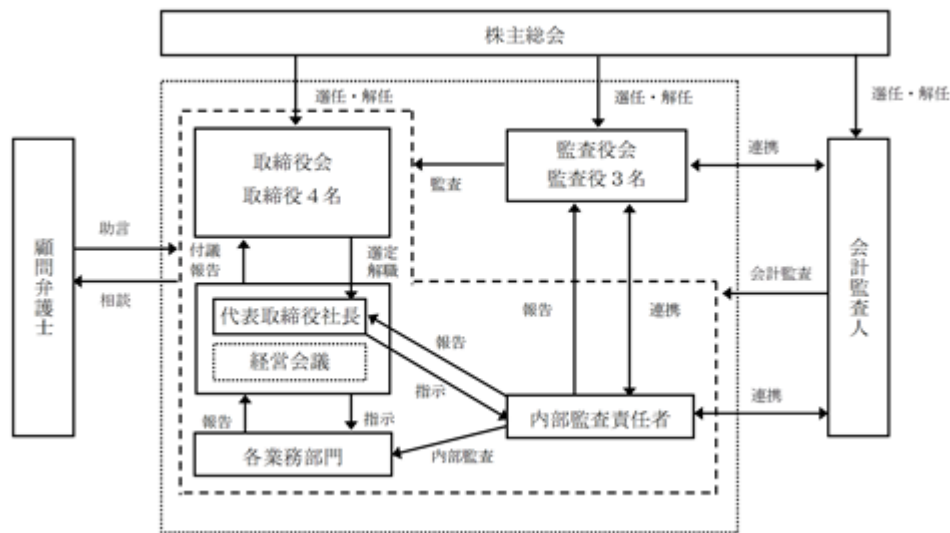 株主総会
選任・解任
選任・解任
選任・解任
取締役会
取締役4名
監査役会
監査役3名
監査
連携
顧問弁護士
助言
相談
付議
報告
選定
解職
会計監査人
会計監査
代表取締役社長
経営会議
報告
指示
報告
連携
報告
指示
各業務部門
内部監査
内部監査責任者
連携